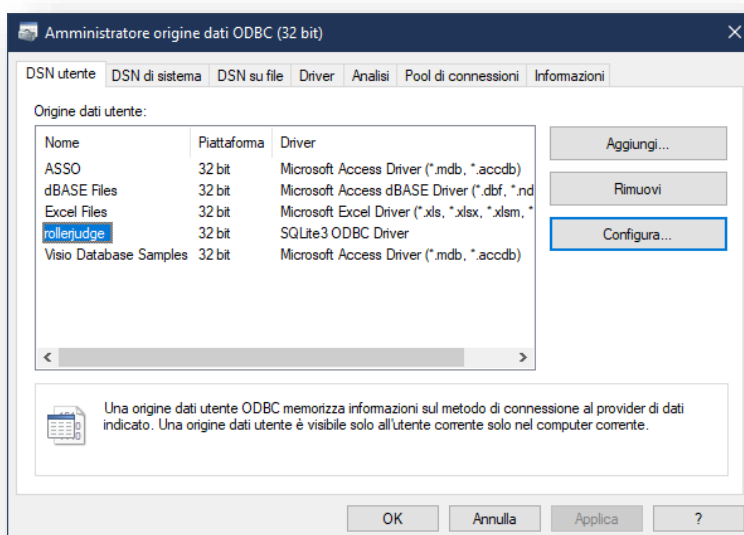 Amministratore origine dati ODBC (32 bit)
DSN utente DSN di sistema DSN su file Driver Analisi Pool di connessioni Informazioni
Origine dati utente:
Nome Piattaforma Driver
ASSO 32 bit Microsoft Access Driver (*.mdb, *.accdb)
dBASE Files 32 bit Microsoft Access dBASE Driver (*.dbf, *.nd
Excel Files 32 bit Microsoft Excel Driver (*.xls, *.xlsx, *.xlsm, *
rollerjudge 32 bit SQLite3 ODBC Driver
Visio Database Samples 32 bit Microsoft Access Driver (*.mdb, *.accdb)
Aggiungi...
Rimuovi
Configura...
Una origine dati utente ODBC memorizza informazioni sul metodo di connessione al provider di dati
indicato. Una origine dati utente è visibile solo all'utente corrente solo nel computer corrente.
OK Annulla Applica ?